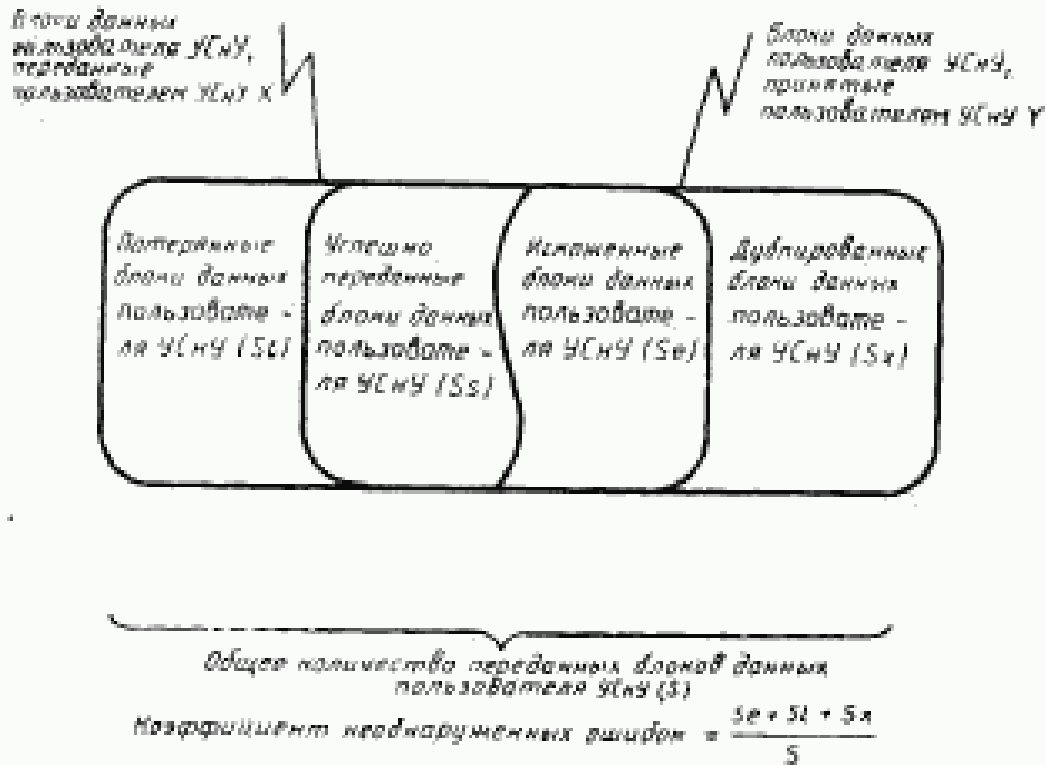 Блоки данных
пользователя УСнУ,
переданные
пользователем УСнУ X
Блоки данных
пользователя УСнУ,
принятые
пользователем УСнУ Y
Потерянные
блоки данных
пользовате -
ля УСнУ (Sl)
Успешно
переданные
блоки данных
пользовате -
ля УСнУ (Ss)
Искаженные
блоки данных
пользовате -
ля УСнУ (Se)
Дублированные
блоки данных
пользовате -
ля УСнУ (Sx)
Общее количество переданных блоков данных
пользователя УСнУ (S)
Коэффициент необнаруженных ошибок = Se + Sl + Sx
S